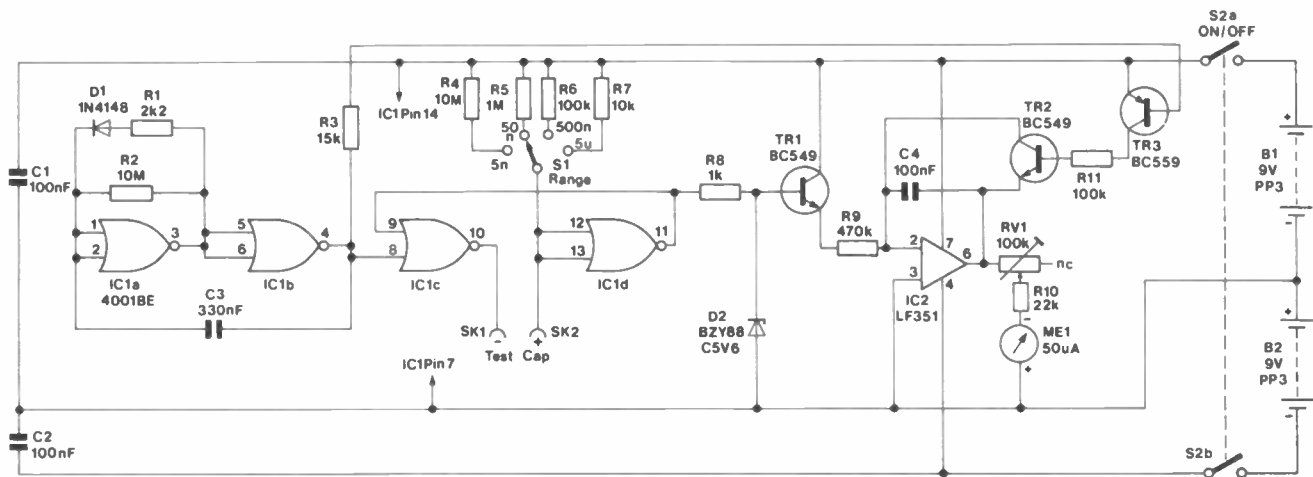 S2a
ON/OFF
D1
1N4148
R1
2k2
R2
10M
C1
100nF
1
2
3
IC1a
4001BE
C3
330nF
5
6
4
IC1b
R3
15k
IC1Pin14
R4
10M
R5
1M
R6
100k
R7
10k
50
n
500n
5n
5u
S1
Range
9
8
10
IC1c
12
13
11
IC1d
SK1
-
Test
SK2
+
Cap
IC1Pin7
R8
1k
TR1
BC549
D2
BZY88
C5V6
R9
470k
C4
100nF
TR2
BC549
R11
100k
TR3
BC559
2
3
7
6
4
IC2
LF351
RV1
100k
nc
R10
22k
-
ME1
50uA
+
B1
9V
PP3
+
-
B2
9V
PP3
+
-
C2
100nF
S2b